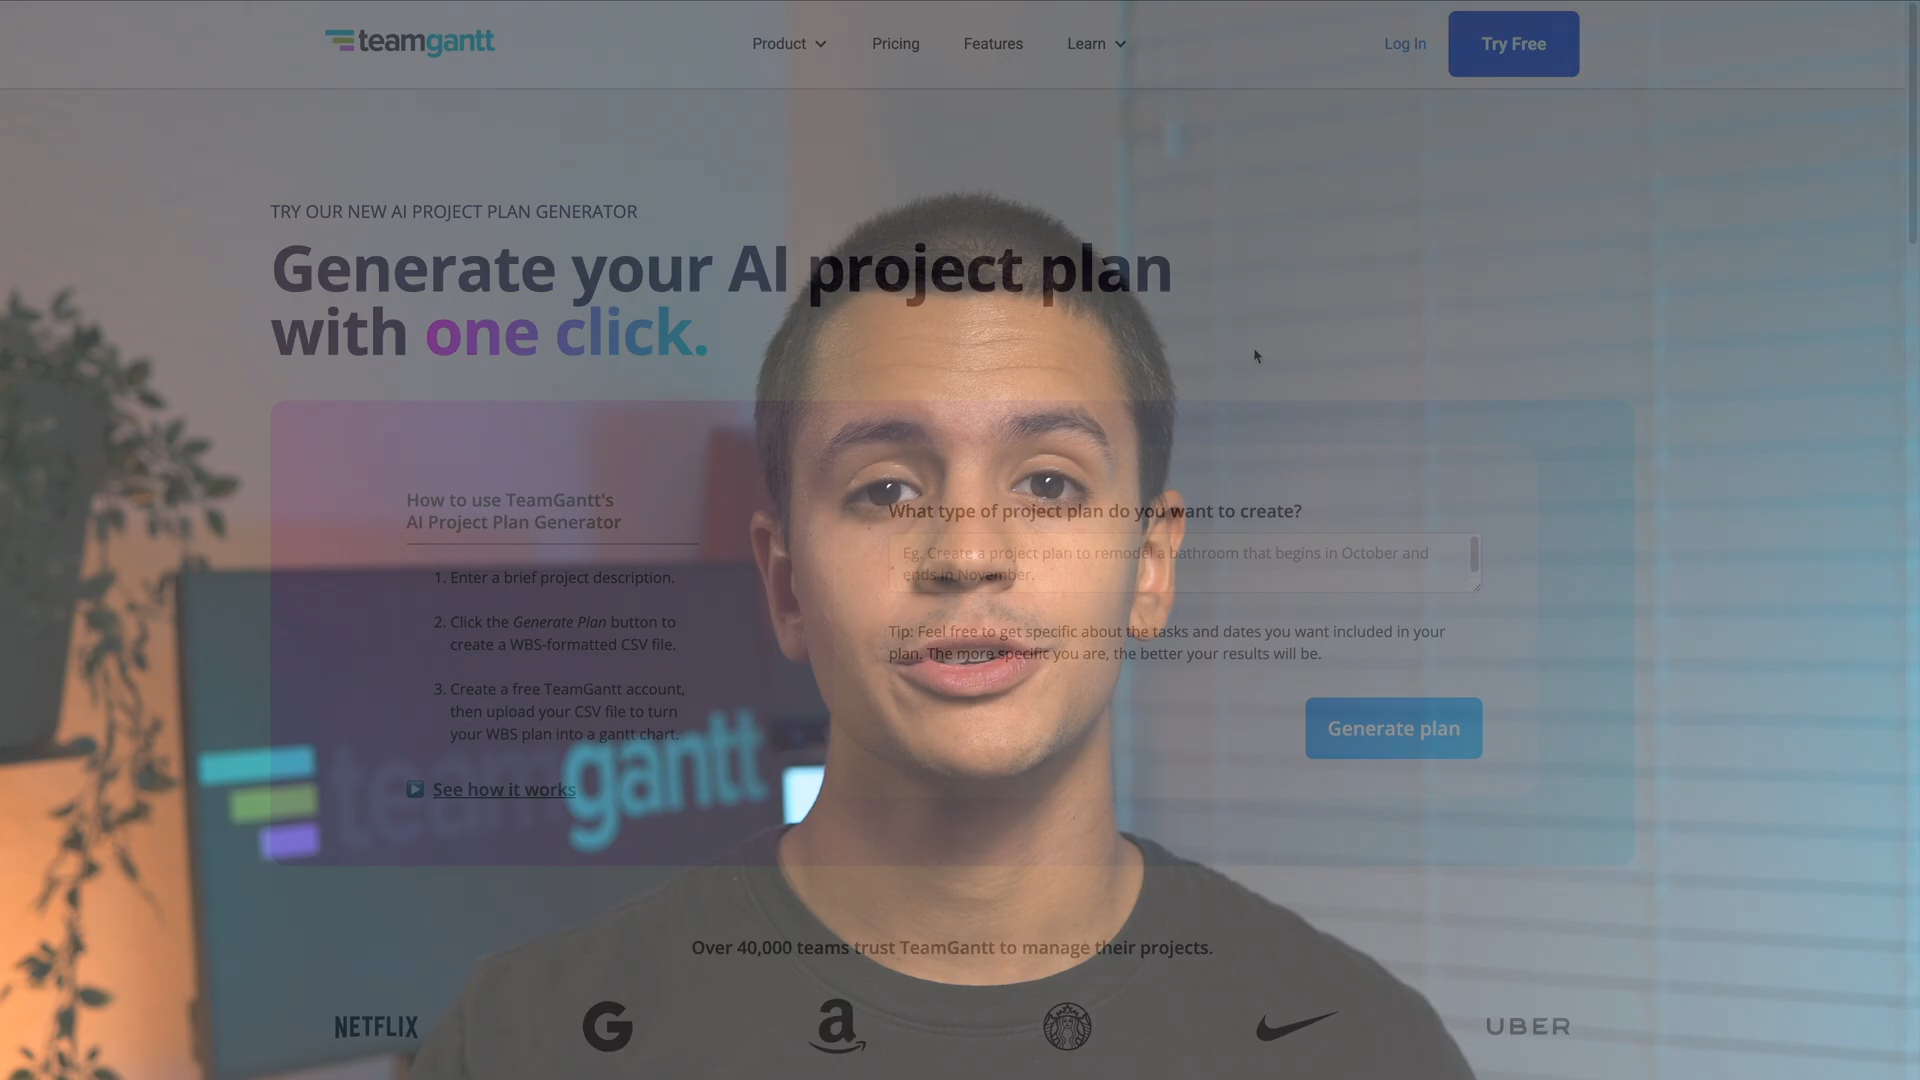 teamgantt
Product
Pricing
Features
Learn
Log In
Try Free
TRY OUR NEW AI PROJECT PLAN GENERATOR
Generate your AI project plan
with one click.
How to use TeamGantt's
AI Project Plan Generator
1. Enter a brief project description.
2. Click the Generate Plan button to
create a WBS-formatted CSV file.
3. Create a free TeamGantt account,
then upload your CSV file to turn
your WBS plan into a gantt chart.
See how it works
What type of project plan do you want to create?
Eg. Create a project plan to remodel a bathroom that begins in October and
ends in November.
Tip: Feel free to get specific about the tasks and dates you want included in your
plan. The more specific you are, the better your results will be.
Generate plan
teamgantt
Over 40,000 teams trust TeamGantt to manage their projects.
NETFLIX
G
a
UBER